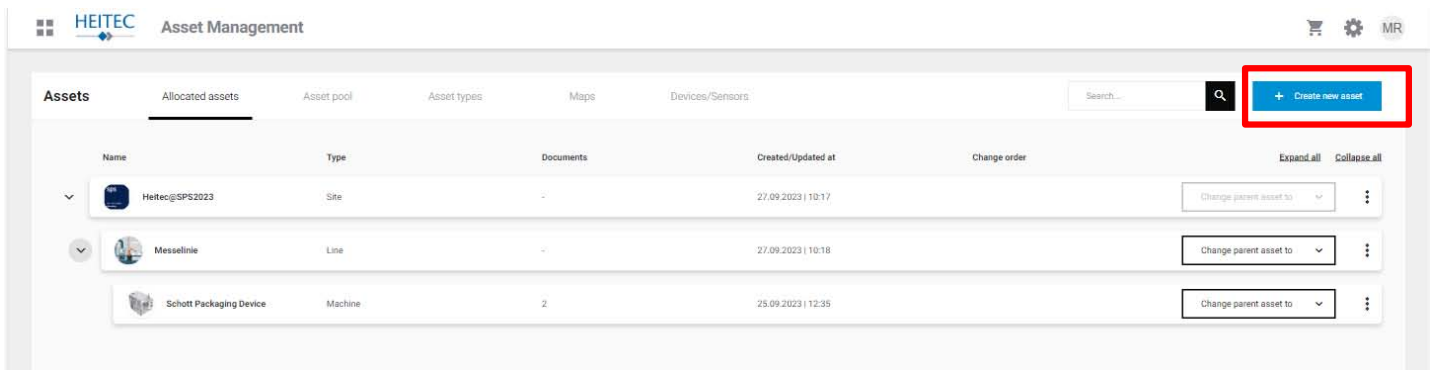 HEITEC Asset Management MR
Assets Allocated assets Asset pool Asset types Maps Devices/Sensors Search... + Create new asset
Name Type Documents Created/Updated at Change order Expand all Collapse all
Heitec@SPS2023 Site - 27.09.2023 | 10:17 Change parent asset to
Messelinie Line - 27.09.2023 | 10:18 Change parent asset to
Schott Packaging Device Machine 2 25.09.2023 | 12:35 Change parent asset to